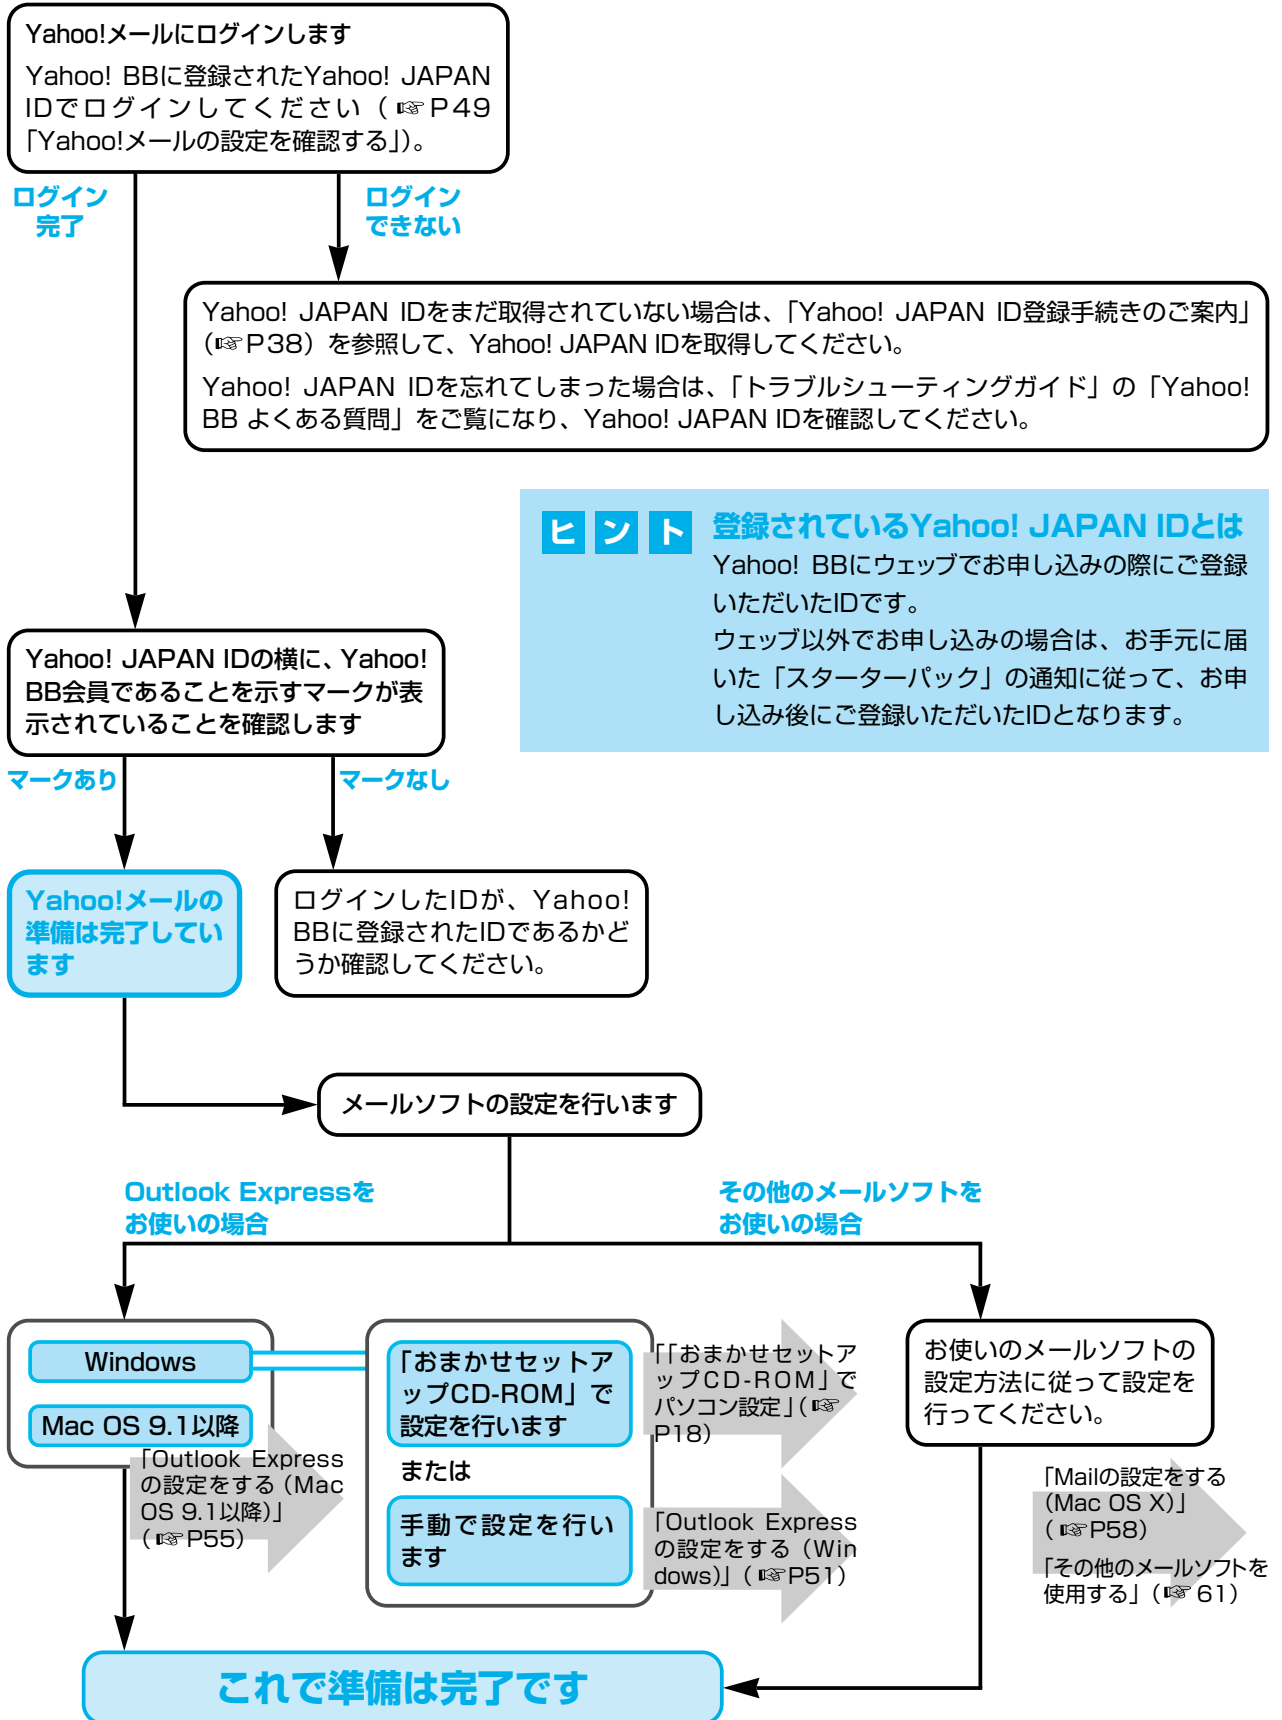 Yahoo!メールにログインします
Yahoo! BBに登録されたYahoo! JAPAN
IDでログインしてください（☞P49
「Yahoo!メールの設定を確認する」）。
ログイン
完了
ログイン
できない
Yahoo! JAPAN IDをまだ取得されていない場合は、「Yahoo! JAPAN ID登録手続きのご案内」
（☞P38）を参照して、Yahoo! JAPAN IDを取得してください。
Yahoo! JAPAN IDを忘れてしまった場合は、「トラブルシューティングガイド」の「Yahoo!
BB よくある質問」をご覧になり、Yahoo! JAPAN IDを確認してください。
ヒント 登録されているYahoo! JAPAN IDとは
Yahoo! BBにウェッブでお申し込みの際にご登録
いただいたIDです。
ウェッブ以外でお申し込みの場合は、お手元に届
いた「スターターパック」の通知に従って、お申
し込み後にご登録いただいたIDとなります。
Yahoo! JAPAN IDの横に、Yahoo!
BB会員であることを示すマークが表
示されていることを確認します
マークあり
マークなし
Yahoo!メールの
準備は完了してい
ます
ログインしたIDが、Yahoo!
BBに登録されたIDであるかど
うか確認してください。
メールソフトの設定を行います
Outlook Expressを
お使いの場合
その他のメールソフトを
お使いの場合
Windows
Mac OS 9.1以降
「Outlook Express
の設定をする（Mac
OS 9.1以降）」
（☞P55）
「おまかせセットア
ップCD-ROM」で
設定を行います
または
手動で設定を行い
ます
「「おまかせセットア
ップCD-ROM」で
パソコン設定」（☞
P18）
「Outlook Express
の設定をする（Win
dows）」（☞P51）
お使いのメールソフトの
設定方法に従って設定を
行ってください。
「Mailの設定をする
（Mac OS X）」
（☞P58）
「その他のメールソフトを
使用する」（☞61）
これで準備は完了です